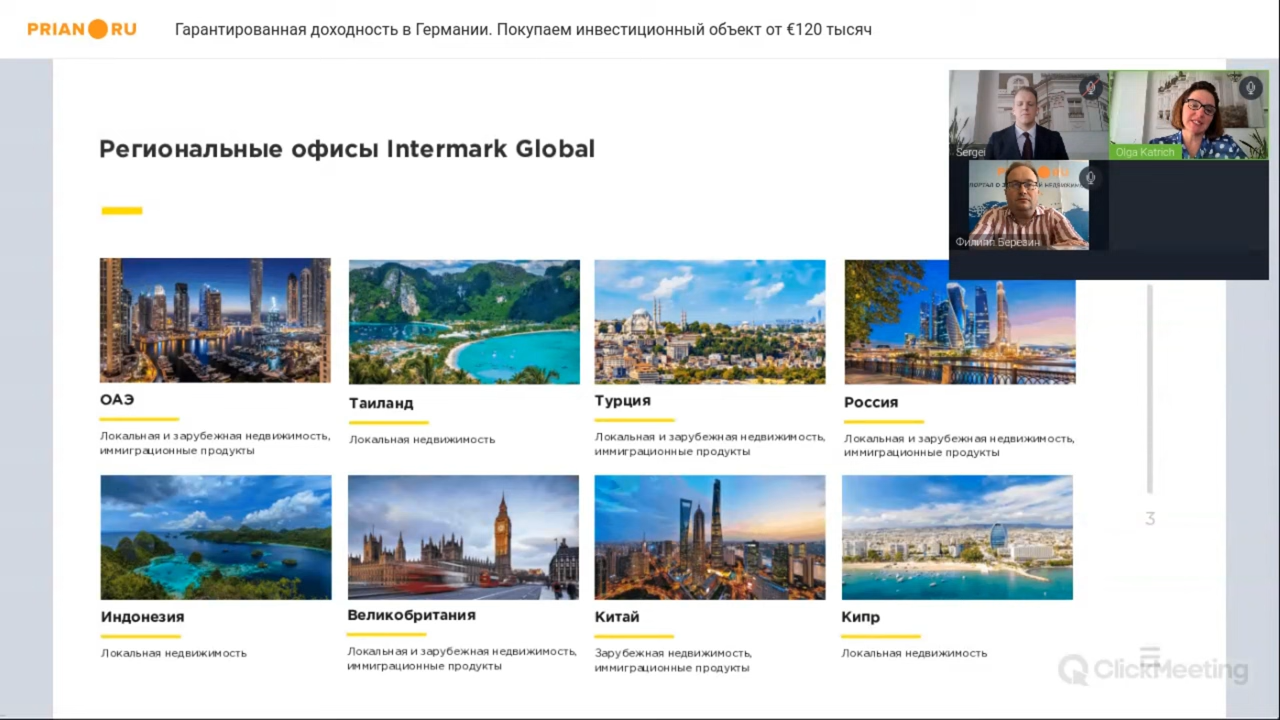 PRIAN RU
Гарантированная доходность в Германии. Покупаем инвестиционный объект от €120 тысяч
Региональные офисы Intermark Global
Sergei
Olga Katrich
Филипп Березин
ОАЭ
Локальная и зарубежная недвижимость,
иммиграционные продукты
Таиланд
Локальная недвижимость
Турция
Локальная и зарубежная недвижимость,
иммиграционные продукты
Россия
Локальная и зарубежная недвижимость,
иммиграционные продукты
Индонезия
Локальная недвижимость
Великобритания
Локальная и зарубежная недвижимость,
иммиграционные продукты
Китай
Зарубежная недвижимость,
иммиграционные продукты
Кипр
Локальная недвижимость
3
ClickMeeting